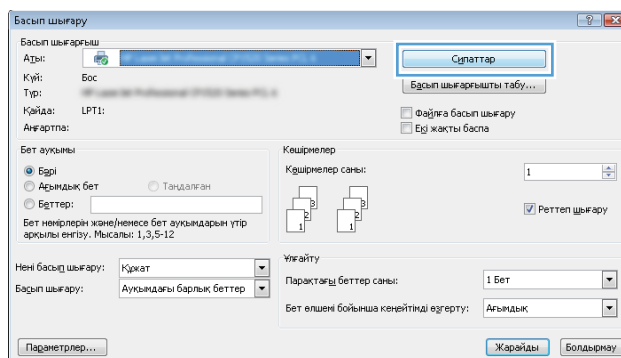 Басып шығару
Басып шығарғыш
Аты:
Сипаттар
Күй: Бос
Түр:
Басып шығарғышты табу...
Қайда: LPT1:
Файлға басып шығару
Аңғартпа:
Екі жақты баспа
Бет ауқымы
Бәрі
Ағымдық бет
Таңдалған
Беттер:
Бет нөмірлерін және/немесе бет ауқымдарын үтір
арқылы енгізу. Мысалы: 1,3,5-12
Көшірмелер
Көшірмелер саны: 1
Реттеп шығару
Нені басып шығару: Құжат
Басып шығару: Ауқымдағы барлық беттер
Ұлғайту
Парақтағы беттер саны: 1 Бет
Бет өлшемі бойынша кеңейтімді өзгерту: Ағымдық
Параметрлер...
Жарайды
Болдырмау